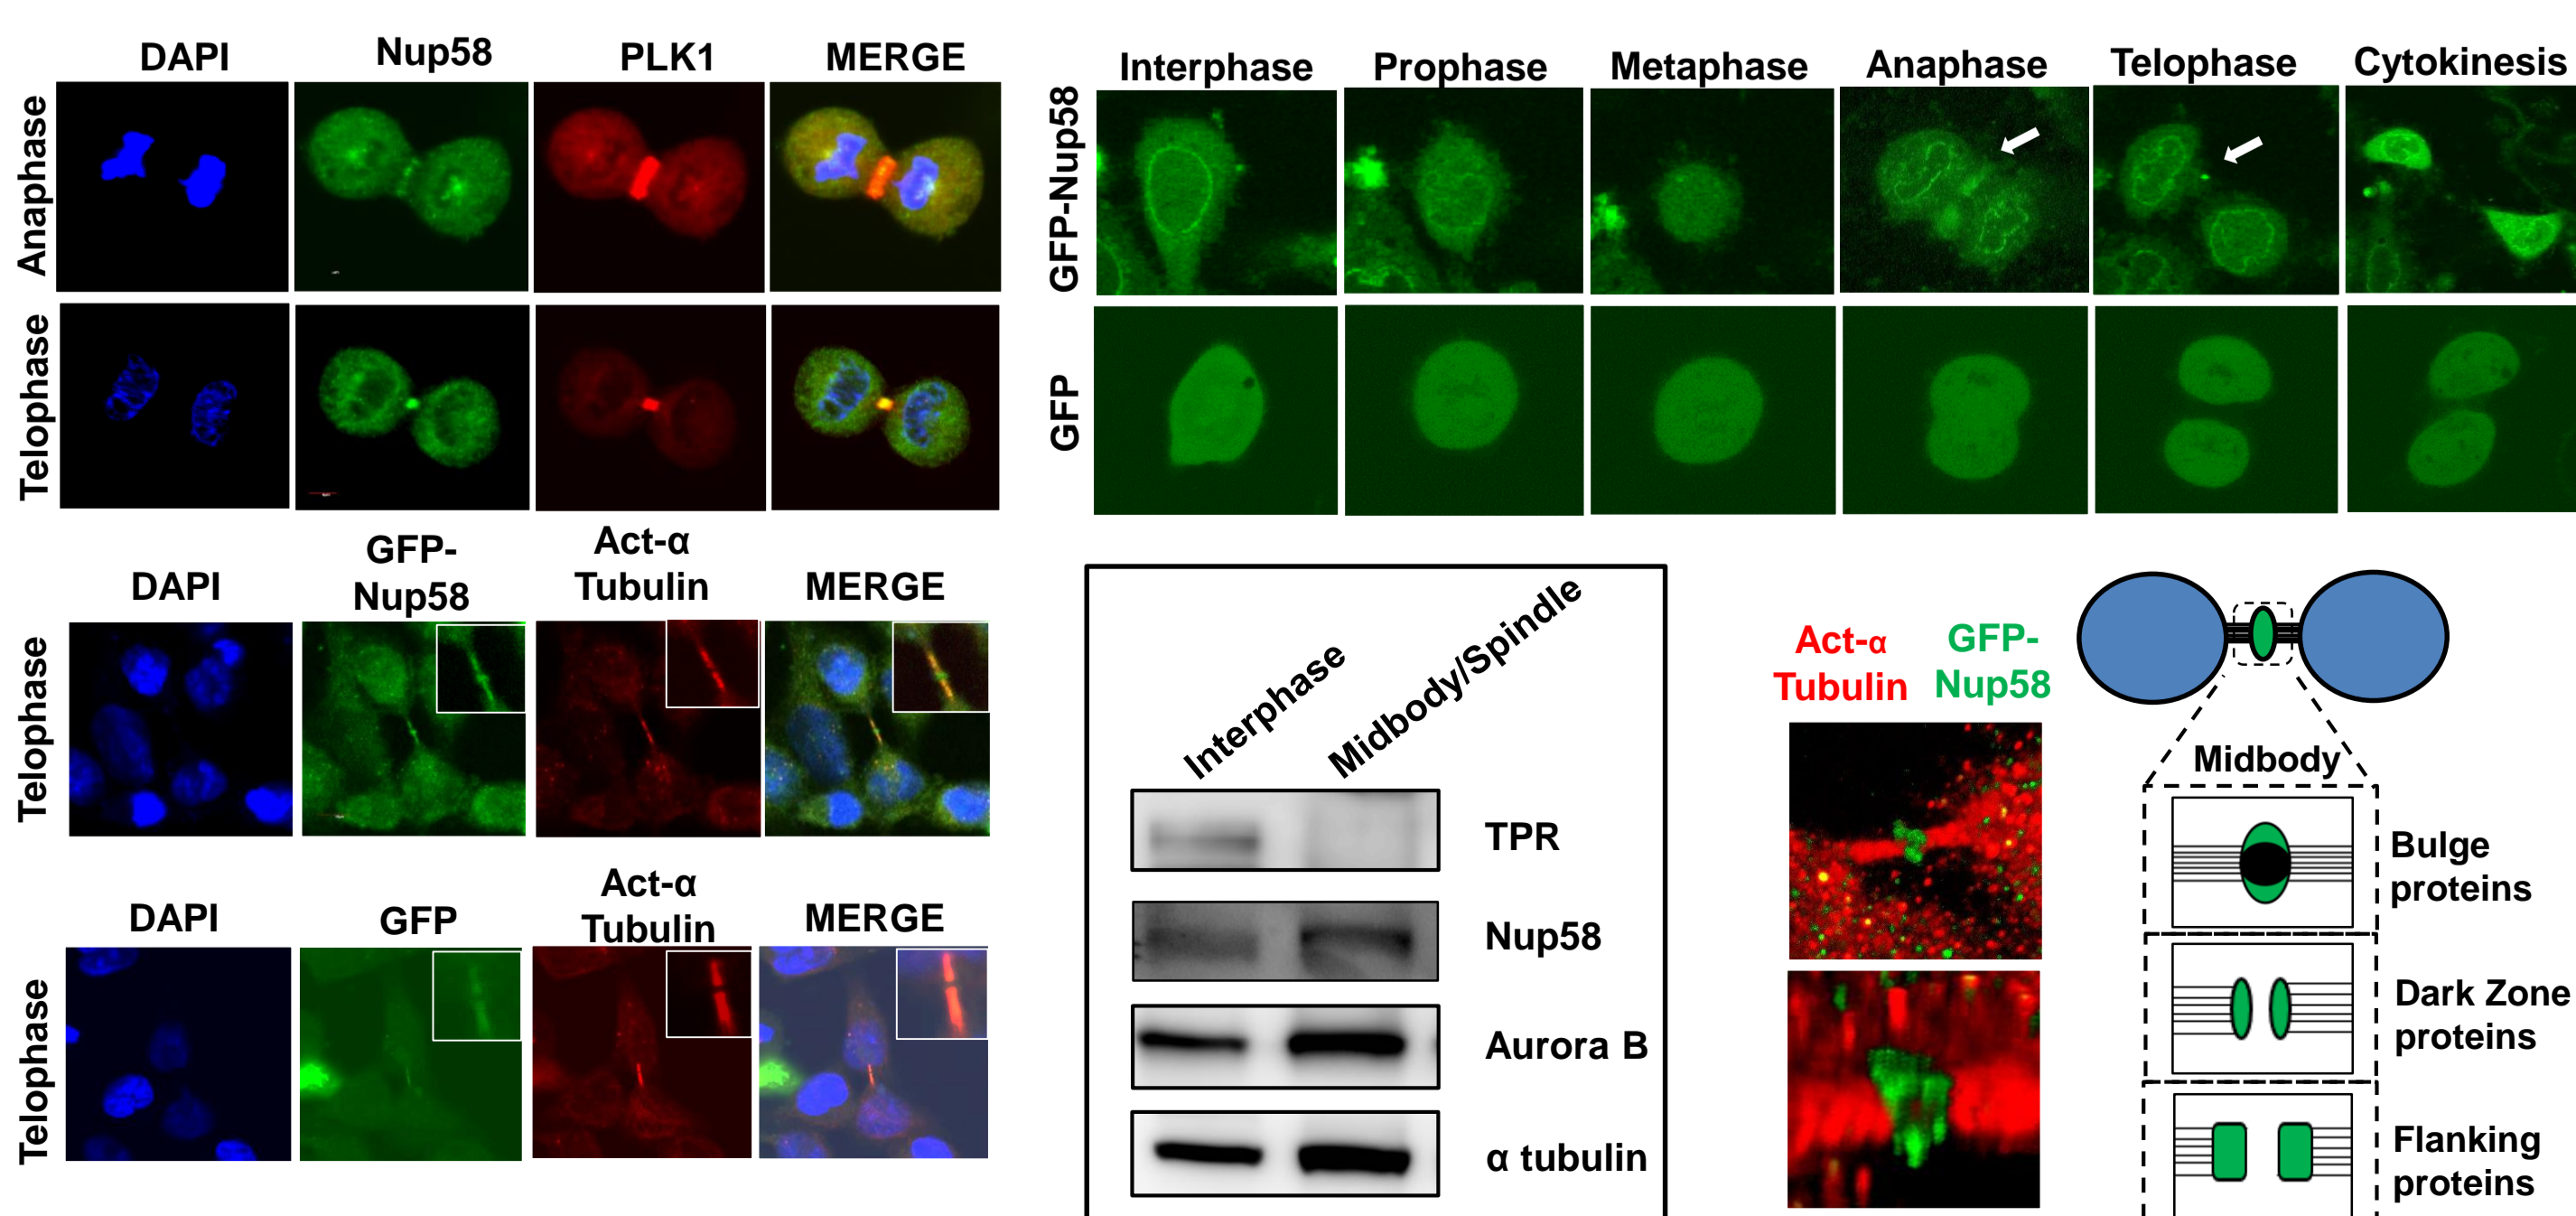 DAPI
Nup58
PLK1
MERGE
Anaphase
Telophase
Interphase
Prophase
Metaphase
Anaphase
Telophase
Cytokinesis
GFP-Nup58
GFP
DAPI
GFP-
Nup58
Act-α
Tubulin
MERGE
Telophase
DAPI
GFP
Act-α
Tubulin
MERGE
Telophase
Interphase
Midbody/Spindle
TPR
Nup58
Aurora B
α tubulin
Act-α
Tubulin
GFP-
Nup58
Midbody
Bulge
proteins
Dark Zone
proteins
Flanking
proteins